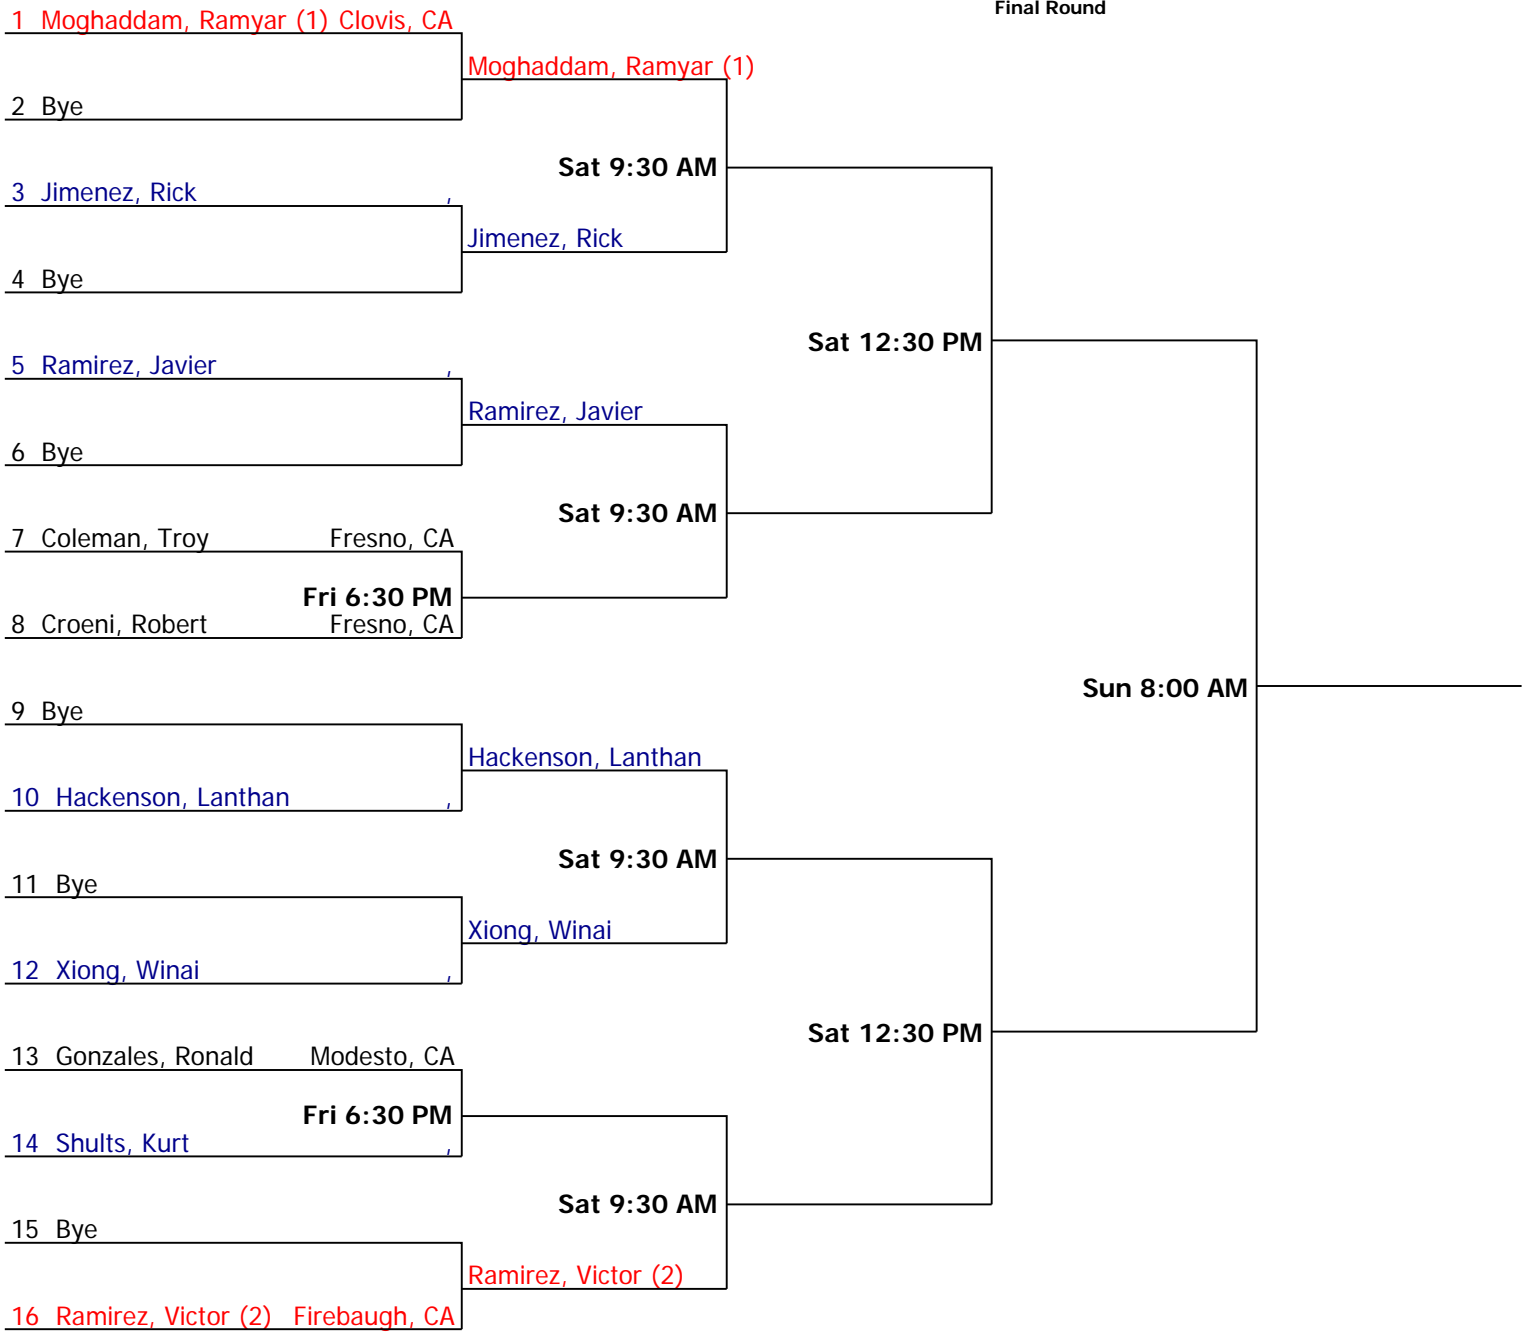 Final Round
1 Moghaddam, Ramyar (1) Clovis, CA
Moghaddam, Ramyar (1)
2 Bye
Sat 9:30 AM
3 Jimenez, Rick ,
Jimenez, Rick
4 Bye
Sat 12:30 PM
5 Ramirez, Javier ,
Ramirez, Javier
6 Bye
Sat 9:30 AM
7 Coleman, Troy Fresno, CA
Fri 6:30 PM
8 Croeni, Robert Fresno, CA
Sun 8:00 AM
9 Bye
Hackenson, Lanthan
10 Hackenson, Lanthan ,
Sat 9:30 AM
11 Bye
Xiong, Winai
12 Xiong, Winai ,
Sat 12:30 PM
13 Gonzales, Ronald Modesto, CA
Fri 6:30 PM
14 Shults, Kurt ,
Sat 9:30 AM
15 Bye
Ramirez, Victor (2)
16 Ramirez, Victor (2) Firebaugh, CA